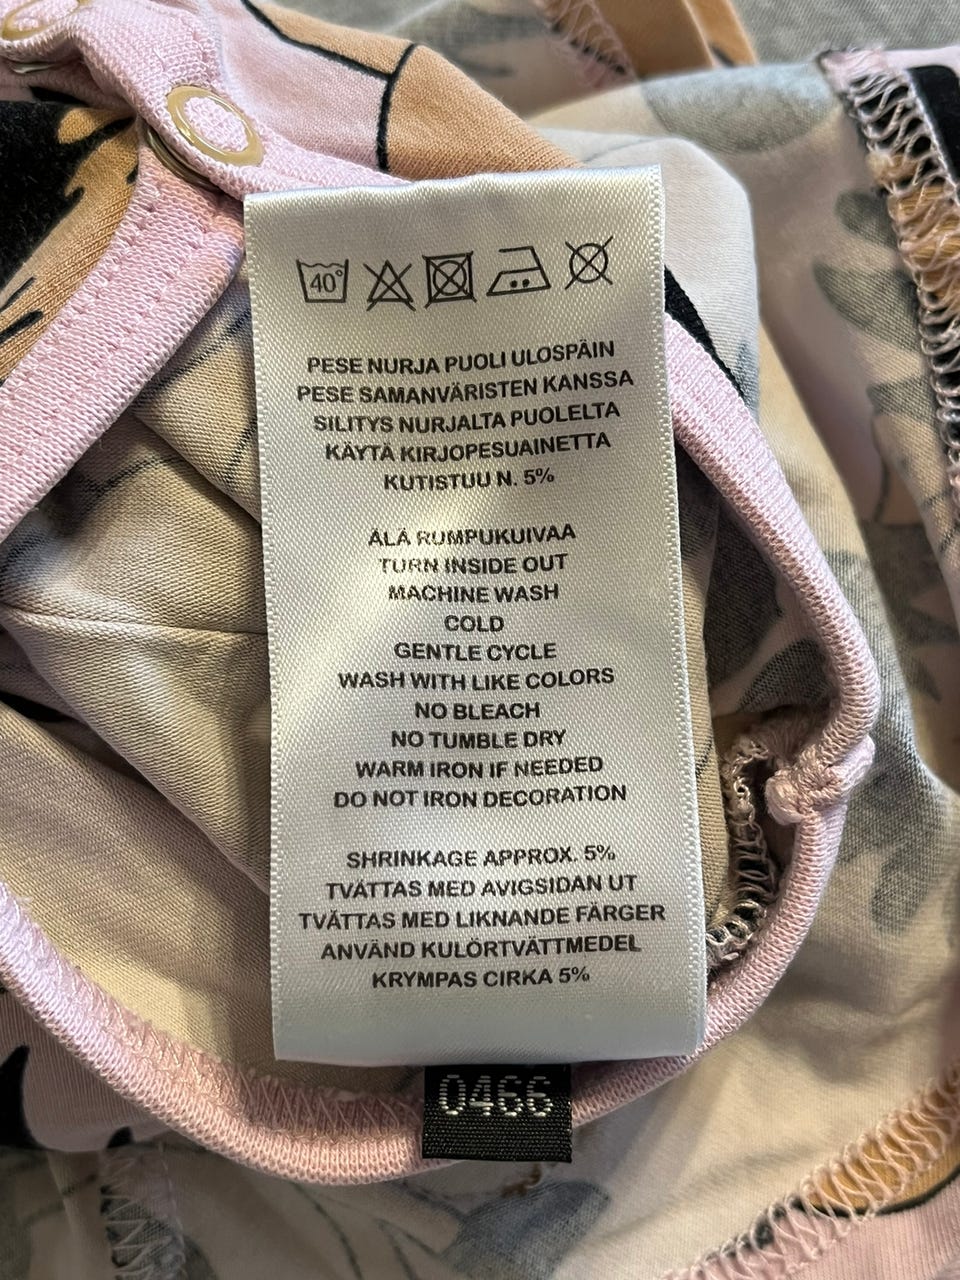 40°
PESE NURJA PUOLI ULOSPÄIN
PESE SAMANVÄRISTEN KANSSA
SILITYS NURJALTA PUOLELTA
KÄYTÄ KIRJOPESUAINETTA
KUTISTUU N. 5%
ÄLÄ RUMPUKUIVAA
TURN INSIDE OUT
MACHINE WASH
COLD
GENTLE CYCLE
WASH WITH LIKE COLORS
NO BLEACH
NO TUMBLE DRY
WARM IRON IF NEEDED
DO NOT IRON DECORATION
SHRINKAGE APPROX. 5%
TVÄTTAS MED AVIGSIDAN UT
TVÄTTAS MED LIKNANDE FÄRGER
ANVÄND KULÖRTVÄTTMEDEL
KRYMPAS CIRKA 5%
0466